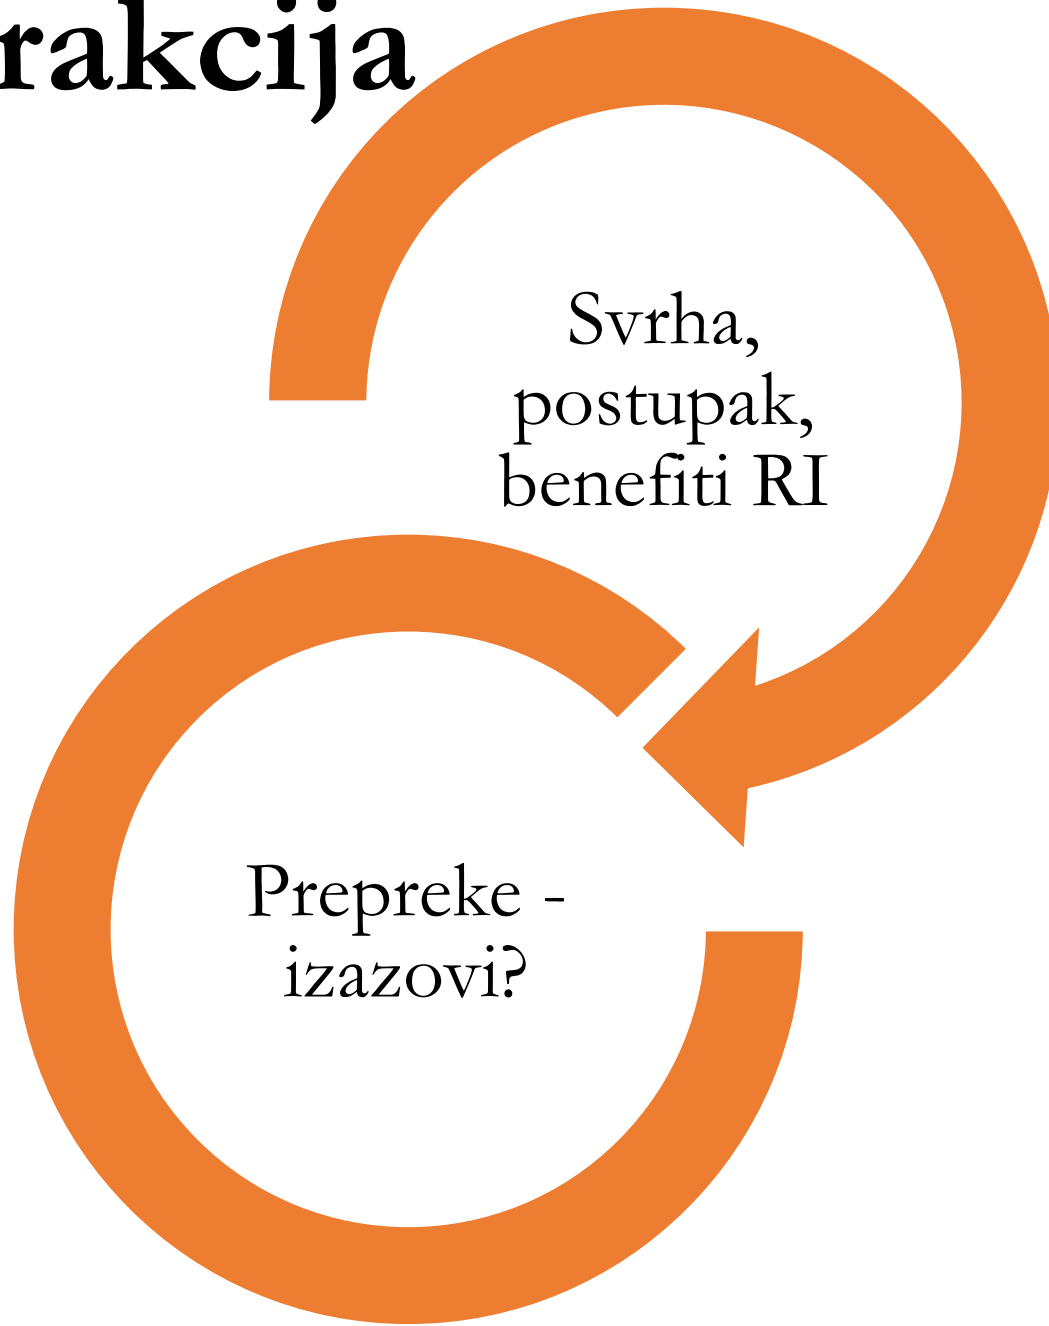 rakcija
Svrha,
postupak,
benefiti RI
Prepreke -
izazovi?